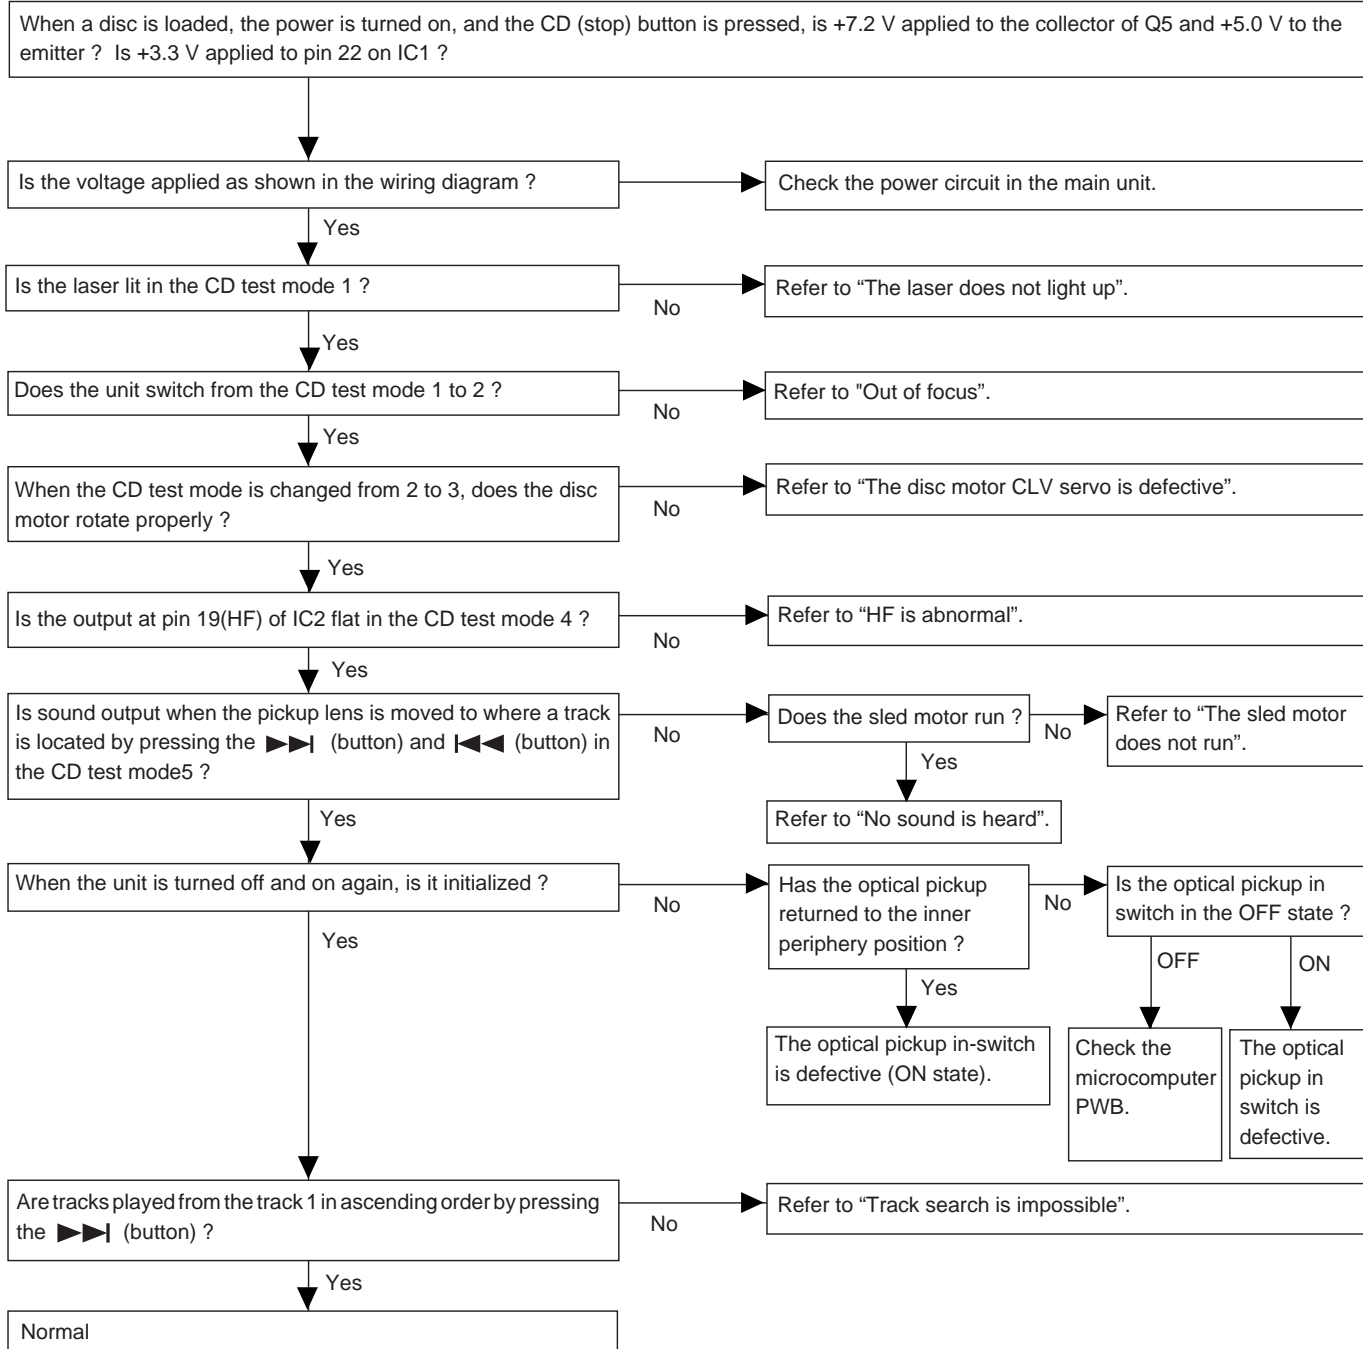 When a disc is loaded, the power is turned on, and the CD (stop) button is pressed, is +7.2 V applied to the collector of Q5 and +5.0 V to the
emitter ? Is +3.3 V applied to pin 22 on IC1 ?
Is the voltage applied as shown in the wiring diagram ?
Check the power circuit in the main unit.
Yes
Is the laser lit in the CD test mode 1 ?
No
Refer to “The laser does not light up”.
Yes
Does the unit switch from the CD test mode 1 to 2 ?
No
Refer to "Out of focus".
Yes
When the CD test mode is changed from 2 to 3, does the disc
motor rotate properly ?
No
Refer to “The disc motor CLV servo is defective”.
Yes
Is the output at pin 19(HF) of IC2 flat in the CD test mode 4 ?
No
Refer to “HF is abnormal”.
Yes
Is sound output when the pickup lens is moved to where a track
is located by pressing the ▶▶| (button) and |◀◀ (button) in
the CD test mode5 ?
No
Does the sled motor run ?
No
Refer to “The sled motor
does not run”.
Yes
Refer to “No sound is heard”.
Yes
When the unit is turned off and on again, is it initialized ?
No
Has the optical pickup
returned to the inner
periphery position ?
No
Is the optical pickup in
switch in the OFF state ?
Yes
OFF
ON
Yes
The optical pickup in-switch
is defective (ON state).
Check the
microcomputer
PWB.
The optical
pickup in
switch is
defective.
Are tracks played from the track 1 in ascending order by pressing
the ▶▶| (button) ?
No
Refer to “Track search is impossible”.
Yes
Normal